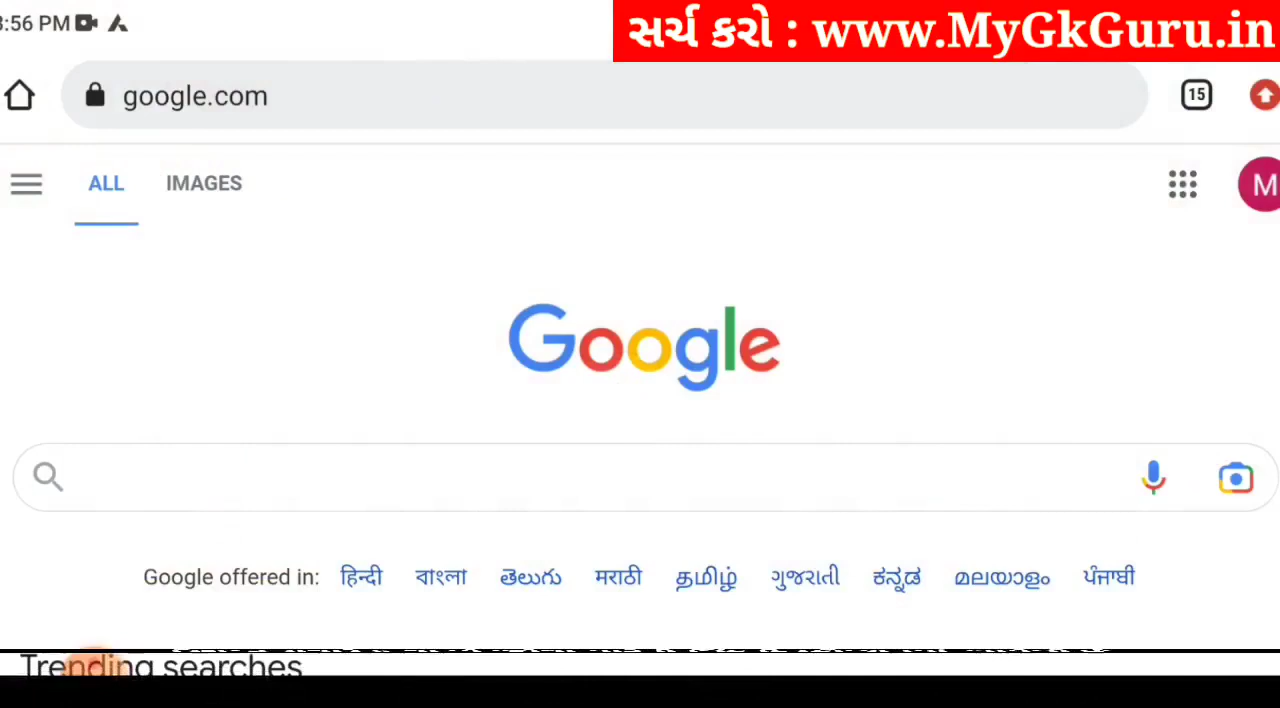 :56 PM
સર્ચ કરો : www.MyGkGuru.in
google.com
15
ALL IMAGES
M
Google
Google offered in: हिन्दी বাংলা తెలుగు मराठी தமிழ் ગુજરાતી ಕನ್ನಡ മലയാളം ਪੰਜਾਬੀ
Trending searches